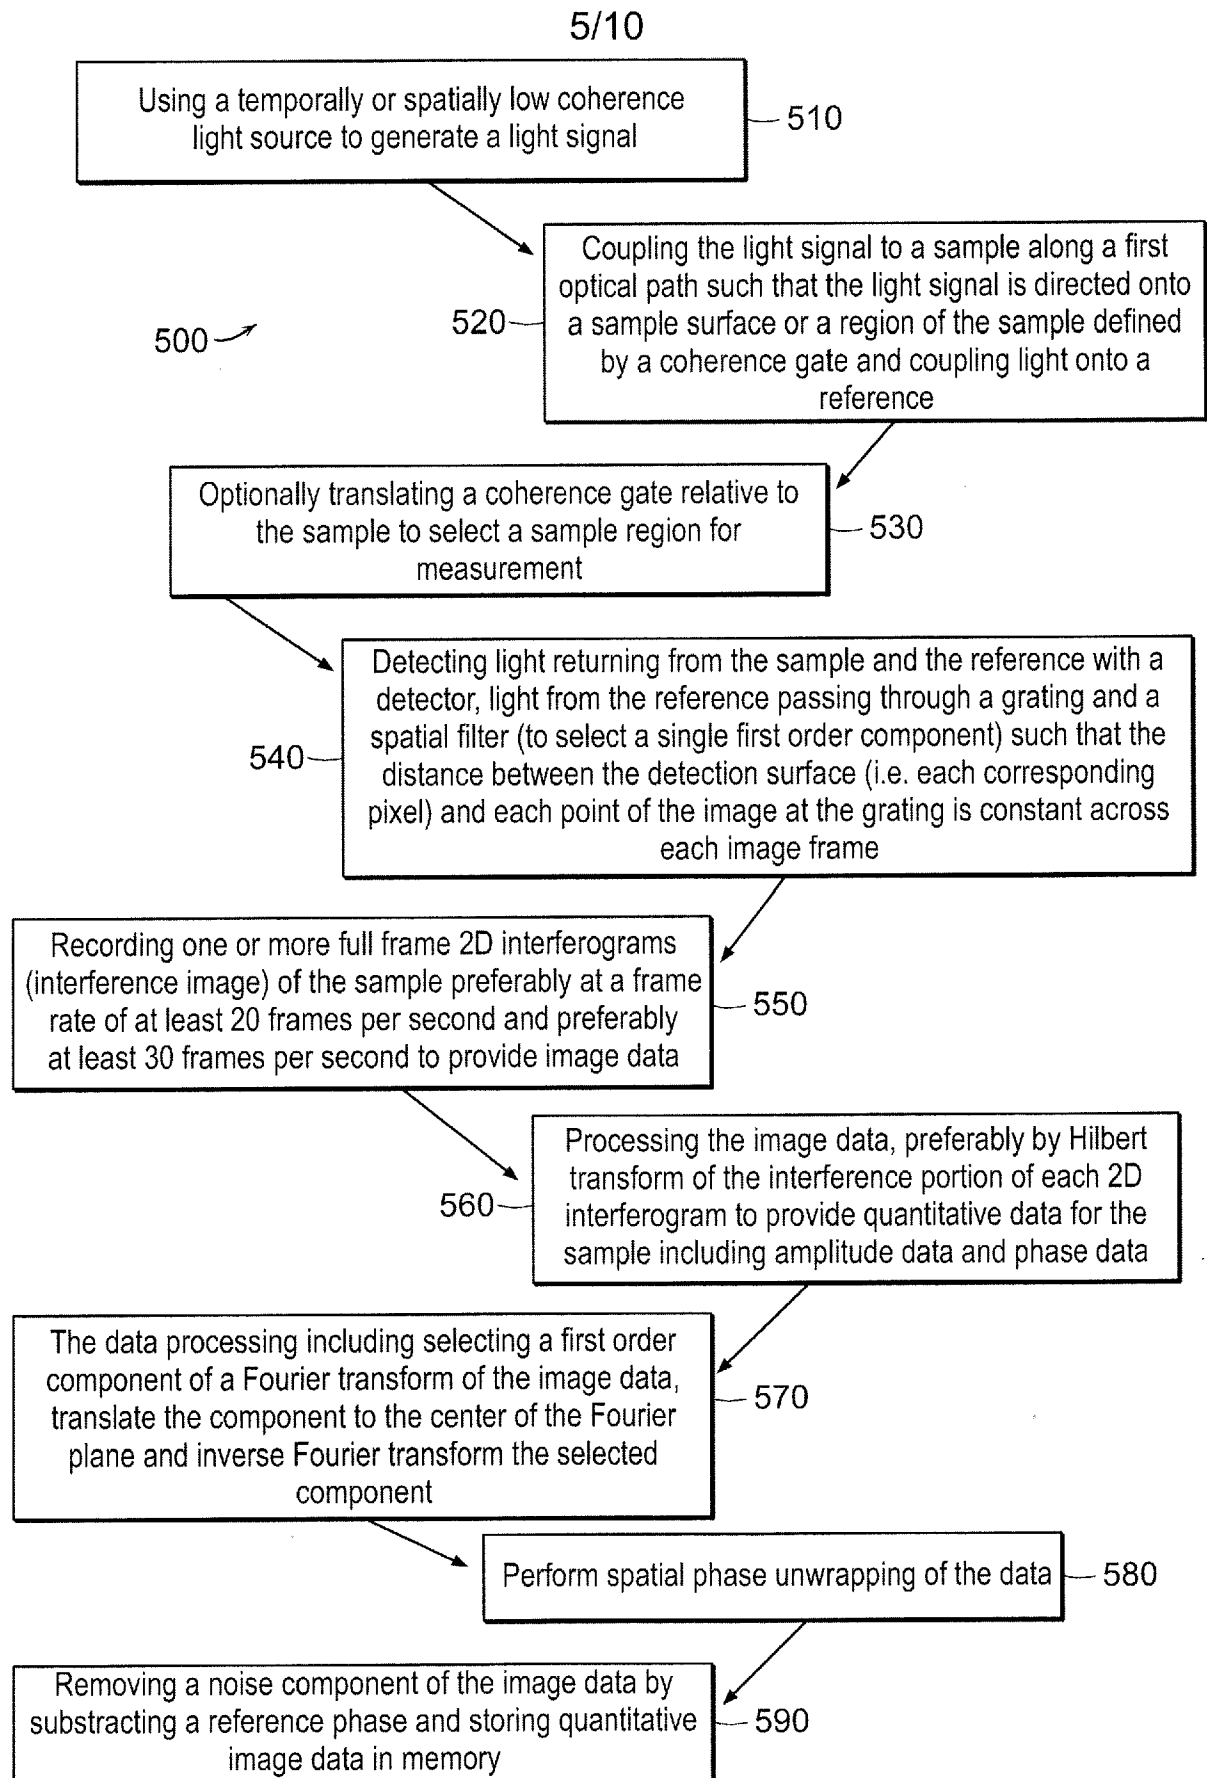 5/10
Using a temporally or spatially low coherence
light source to generate a light signal
510
Coupling the light signal to a sample along a first
optical path such that the light signal is directed onto
a sample surface or a region of the sample defined
by a coherence gate and coupling light onto a
reference
520
500
Optionally translating a coherence gate relative to
the sample to select a sample region for
measurement
530
Detecting light returning from the sample and the reference with a
detector, light from the reference passing through a grating and a
spatial filter (to select a single first order component) such that the
distance between the detection surface (i.e. each corresponding
pixel) and each point of the image at the grating is constant across
each image frame
540
Recording one or more full frame 2D interferograms
(interference image) of the sample preferably at a frame
rate of at least 20 frames per second and preferably
at least 30 frames per second to provide image data
550
Processing the image data, preferably by Hilbert
transform of the interference portion of each 2D
interferogram to provide quantitative data for the
sample including amplitude data and phase data
560
The data processing including selecting a first order
component of a Fourier transform of the image data,
translate the component to the center of the Fourier
plane and inverse Fourier transform the selected
component
570
Perform spatial phase unwrapping of the data
580
Removing a noise component of the image data by
substracting a reference phase and storing quantitative
image data in memory
590